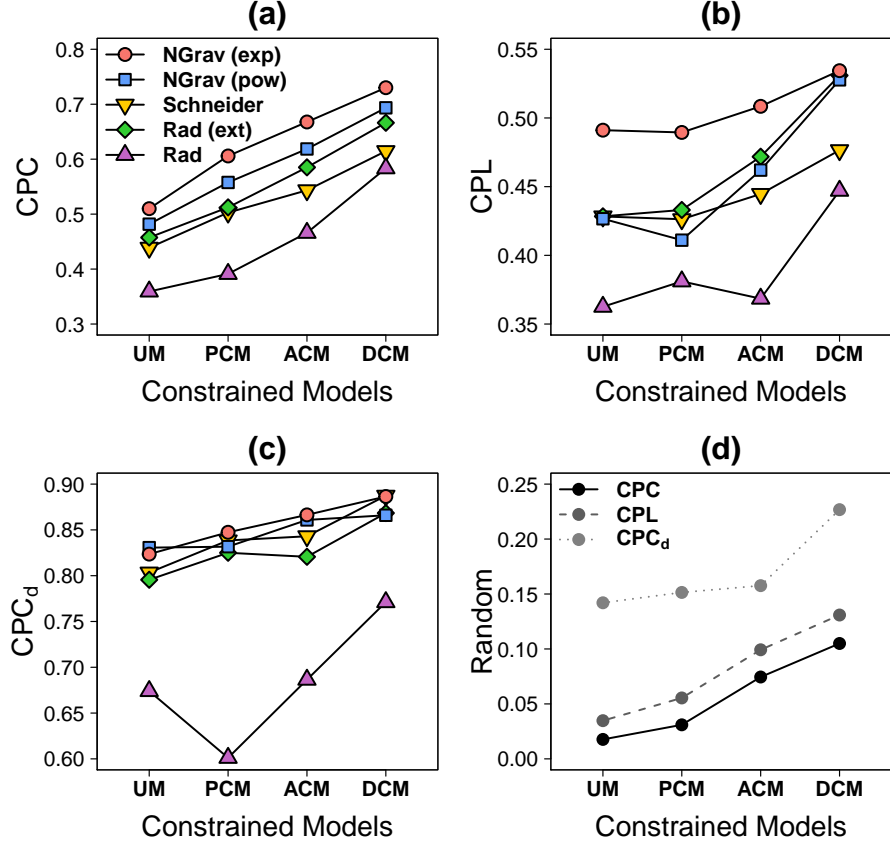 (a)
CPC
0.8
0.7
0.6
0.5
0.4
0.3
NGrav (exp)
NGrav (pow)
Schneider
Rad (ext)
Rad
UM PCM ACM DCM
Constrained Models
(b)
CPL
0.55
0.50
0.45
0.40
0.35
UM PCM ACM DCM
Constrained Models
(c)
CPCd
0.90
0.85
0.80
0.75
0.70
0.65
0.60
UM PCM ACM DCM
Constrained Models
(d)
Random
0.25
0.20
0.15
0.10
0.05
0.00
CPC
CPL
CPCd
UM PCM ACM DCM
Constrained Models